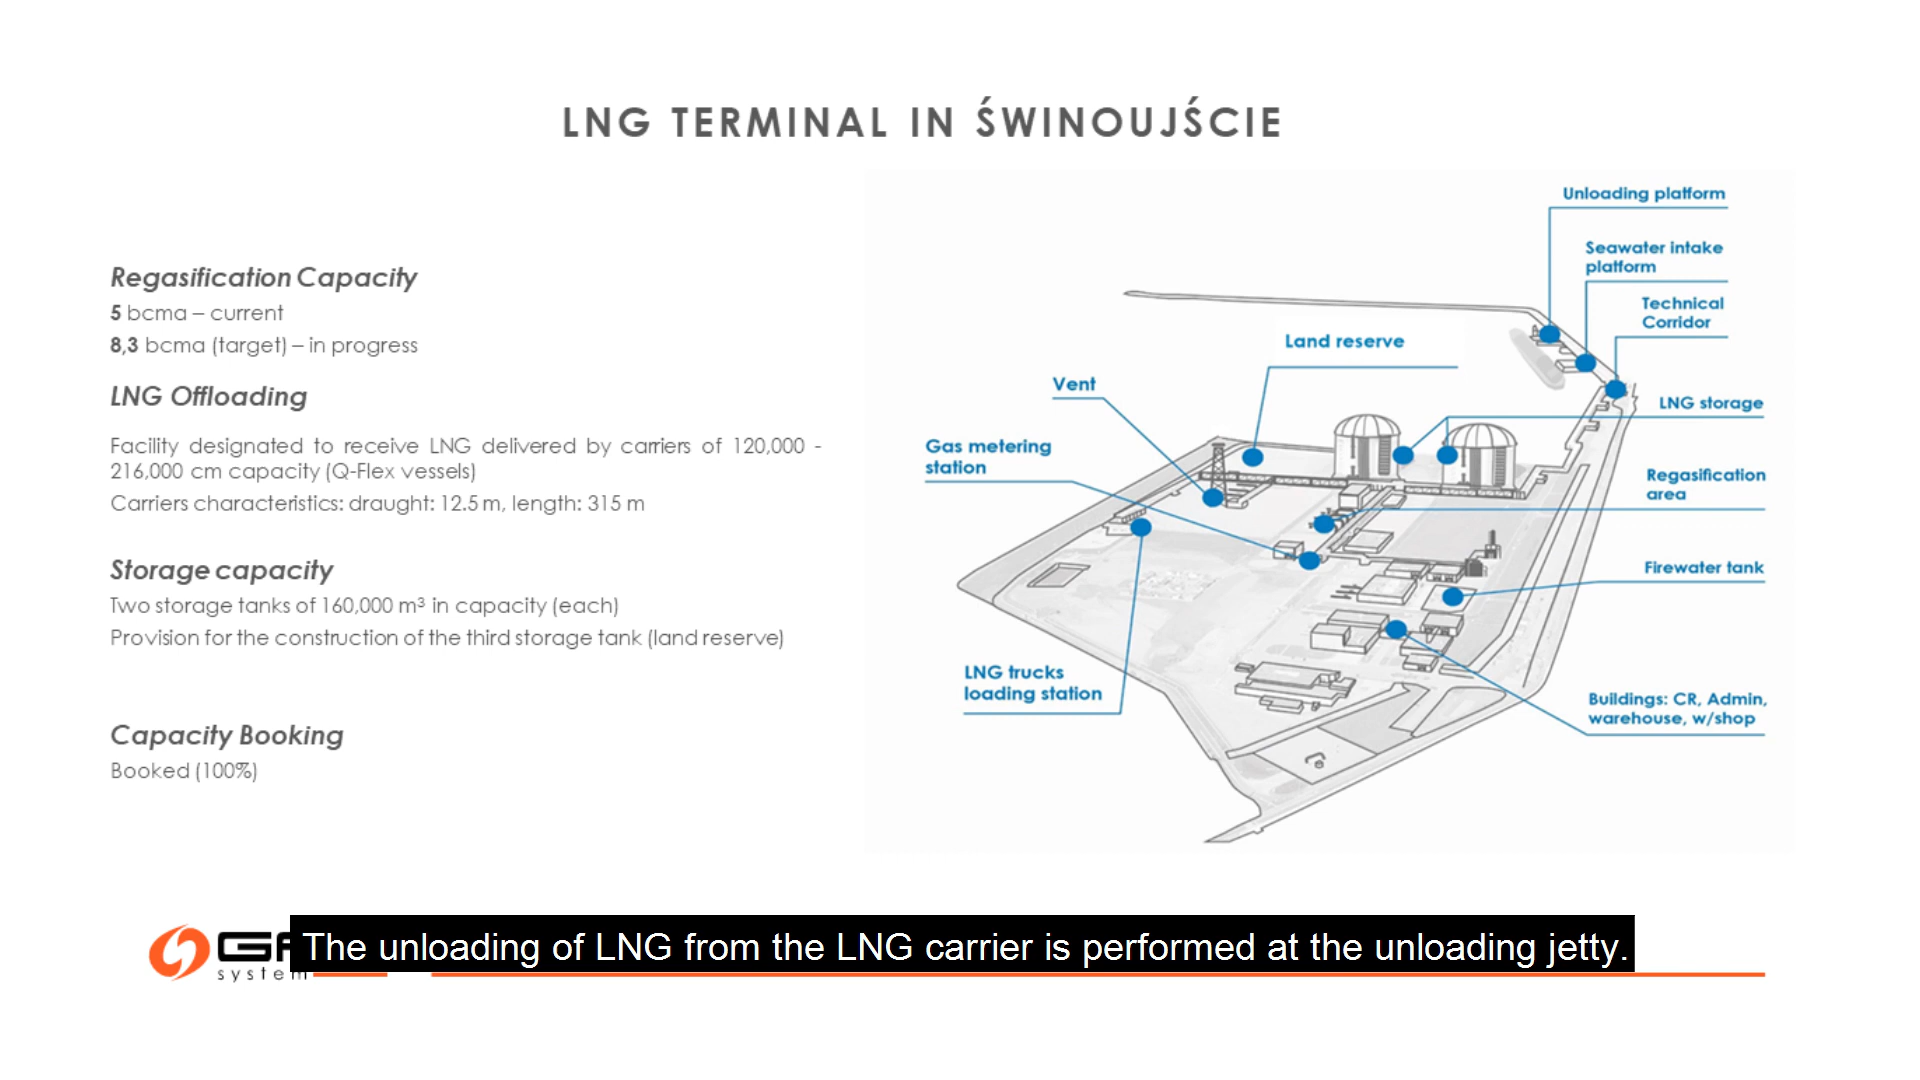 LNG TERMINAL IN ŚWINOUJŚCIE
Regasification Capacity
5 bcma – current
8,3 bcma (target) – in progress
LNG Offloading
Facility designated to receive LNG delivered by carriers of 120,000 -
216,000 cm capacity (Q-Flex vessels)
Carriers characteristics: draught: 12.5 m, length: 315 m
Storage capacity
Two storage tanks of 160,000 m³ in capacity (each)
Provision for the construction of the third storage tank (land reserve)
Capacity Booking
Booked (100%)
Unloading platform
Seawater intake
platform
Technical
Corridor
Land reserve
Vent
LNG storage
Gas metering
station
Regasification
area
Firewater tank
LNG trucks
loading station
Buildings: CR, Admin,
warehouse, w/shop
system
The unloading of LNG from the LNG carrier is performed at the unloading jetty.